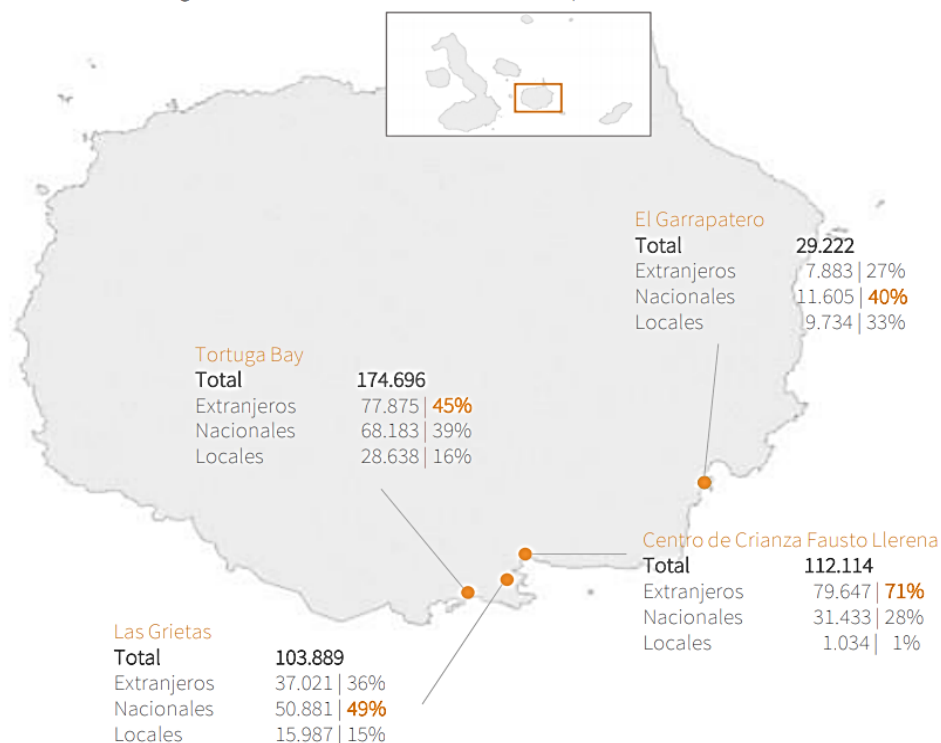 El Garrapatero
Total 29.222
Extranjeros 7.883 | 27%
Nacionales 11.605 | 40%
Locales 9.734 | 33%
Tortuga Bay
Total 174.696
Extranjeros 77.875 | 45%
Nacionales 68.183 | 39%
Locales 28.638 | 16%
Centro de Crianza Fausto Llerena
Total 112.114
Extranjeros 79.647 | 71%
Nacionales 31.433 | 28%
Locales 1.034 | 1%
Las Grietas
Total 103.889
Extranjeros 37.021 | 36%
Nacionales 50.881 | 49%
Locales 15.987 | 15%